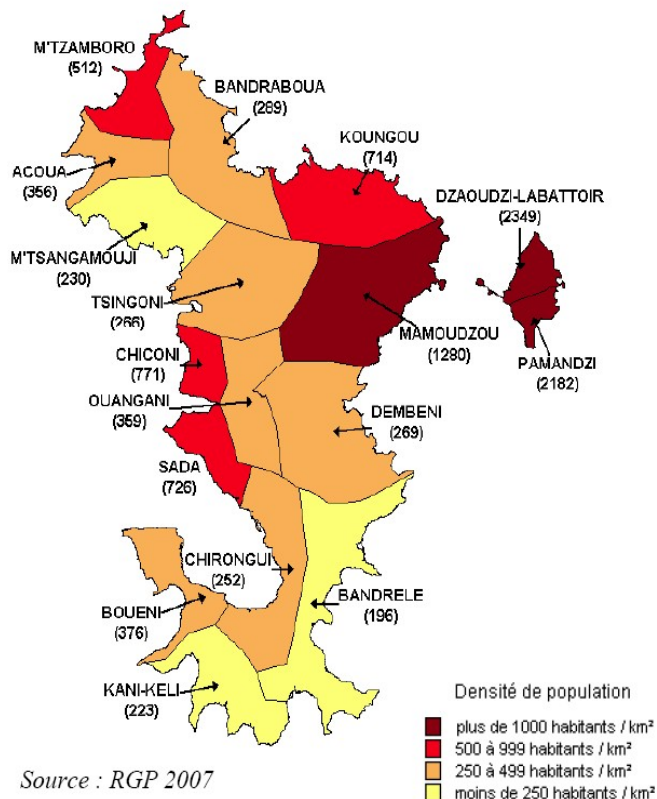 M'TZAMBORO
(512)
BANDRABOUA
(289)
KOUNGOU
(714)
ACOUA
(356)
DZAOUDZI-LABATTOIR
(2349)
M'TSANGAMOUJI
(230)
TSINGONI
(266)
MAMOUDZOU
(1280)
PAMANDZI
(2182)
CHICONI
(771)
OUANGANI
(359)
DEMBENI
(269)
SADA
(726)
CHIRONGUI
(252)
BANDRELE
(196)
BOUENI
(376)
KANI-KELI
(223)
Densité de population
plus de 1000 habitants / km²
500 à 999 habitants / km²
250 à 499 habitants / km²
moins de 250 habitants / km²
Source : RGP 2007